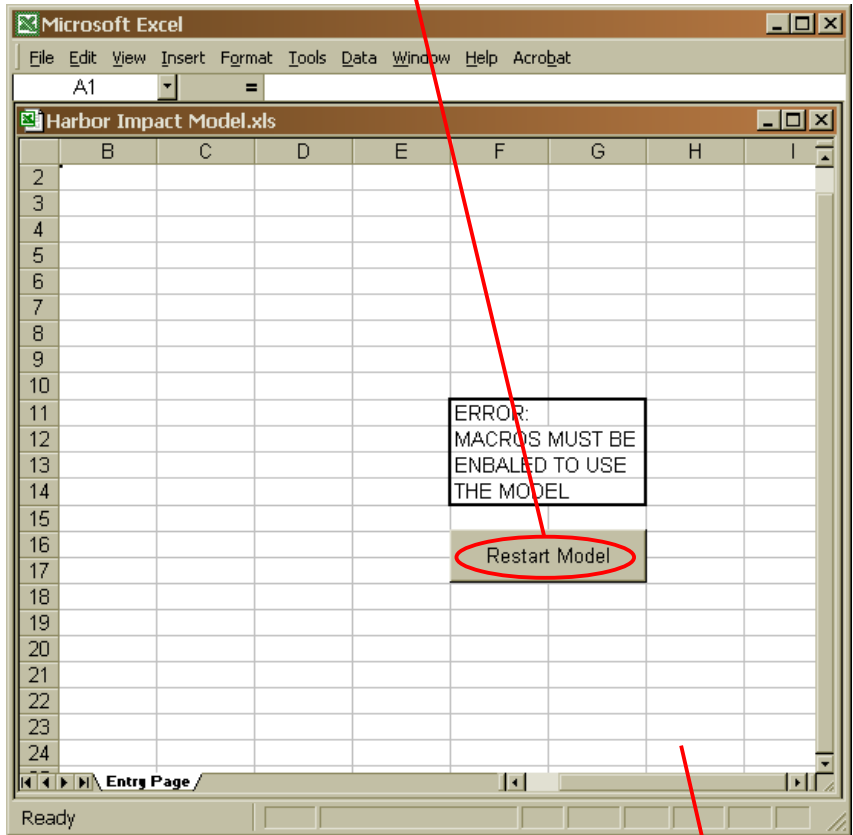 Microsoft Excel
File Edit View Insert Format Tools Data Window Help Acrobat
A1 =
Harbor Impact Model.xls
B C D E F G H I
2
3
4
5
6
7
8
9
10
11 ERROR:
12 MACROS MUST BE
13 ENBALED TO USE
14 THE MODEL
15
16
Restart Model
17
18
19
20
21
22
23
24
Entry Page
Ready